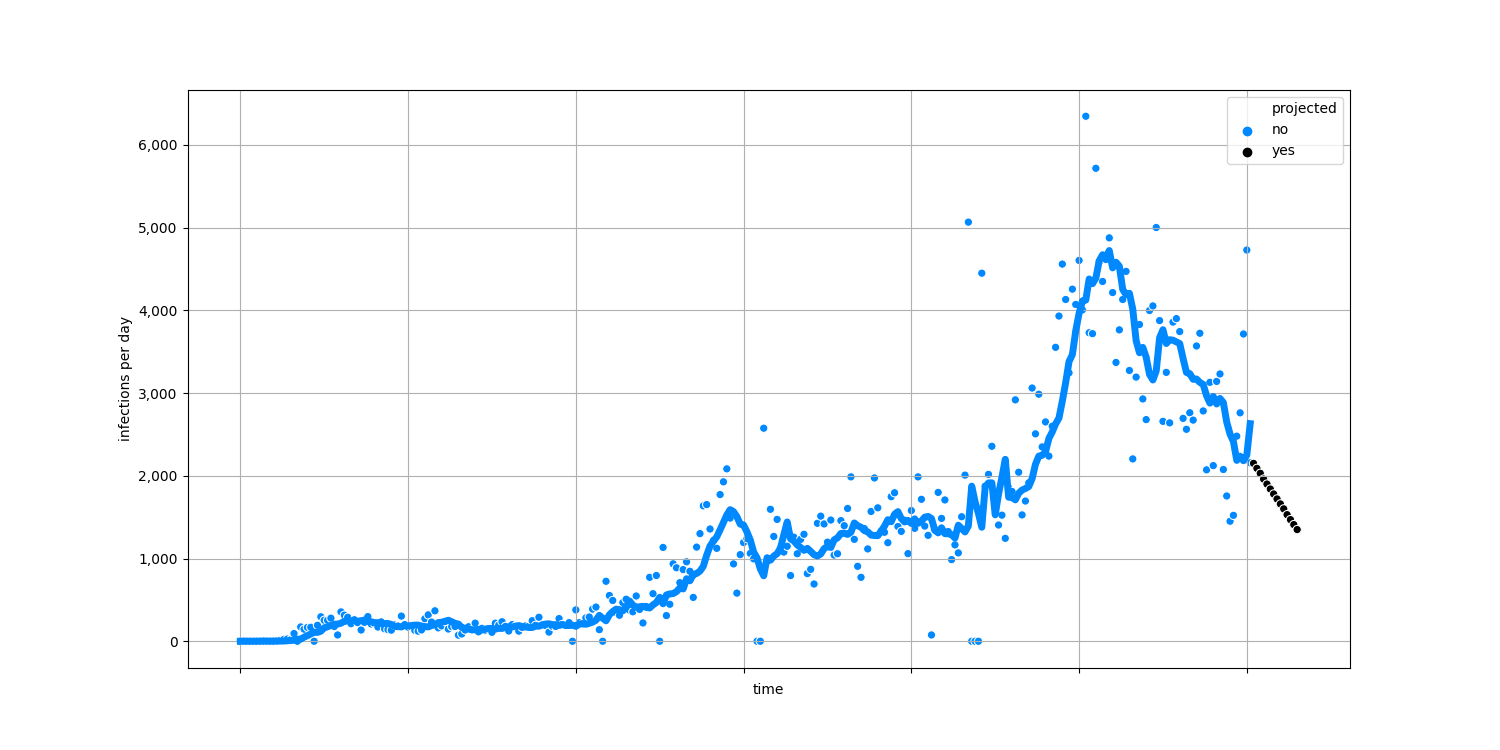 projected
no
yes
6,000
5,000
4,000
3,000
2,000
1,000
0
infections per day
time